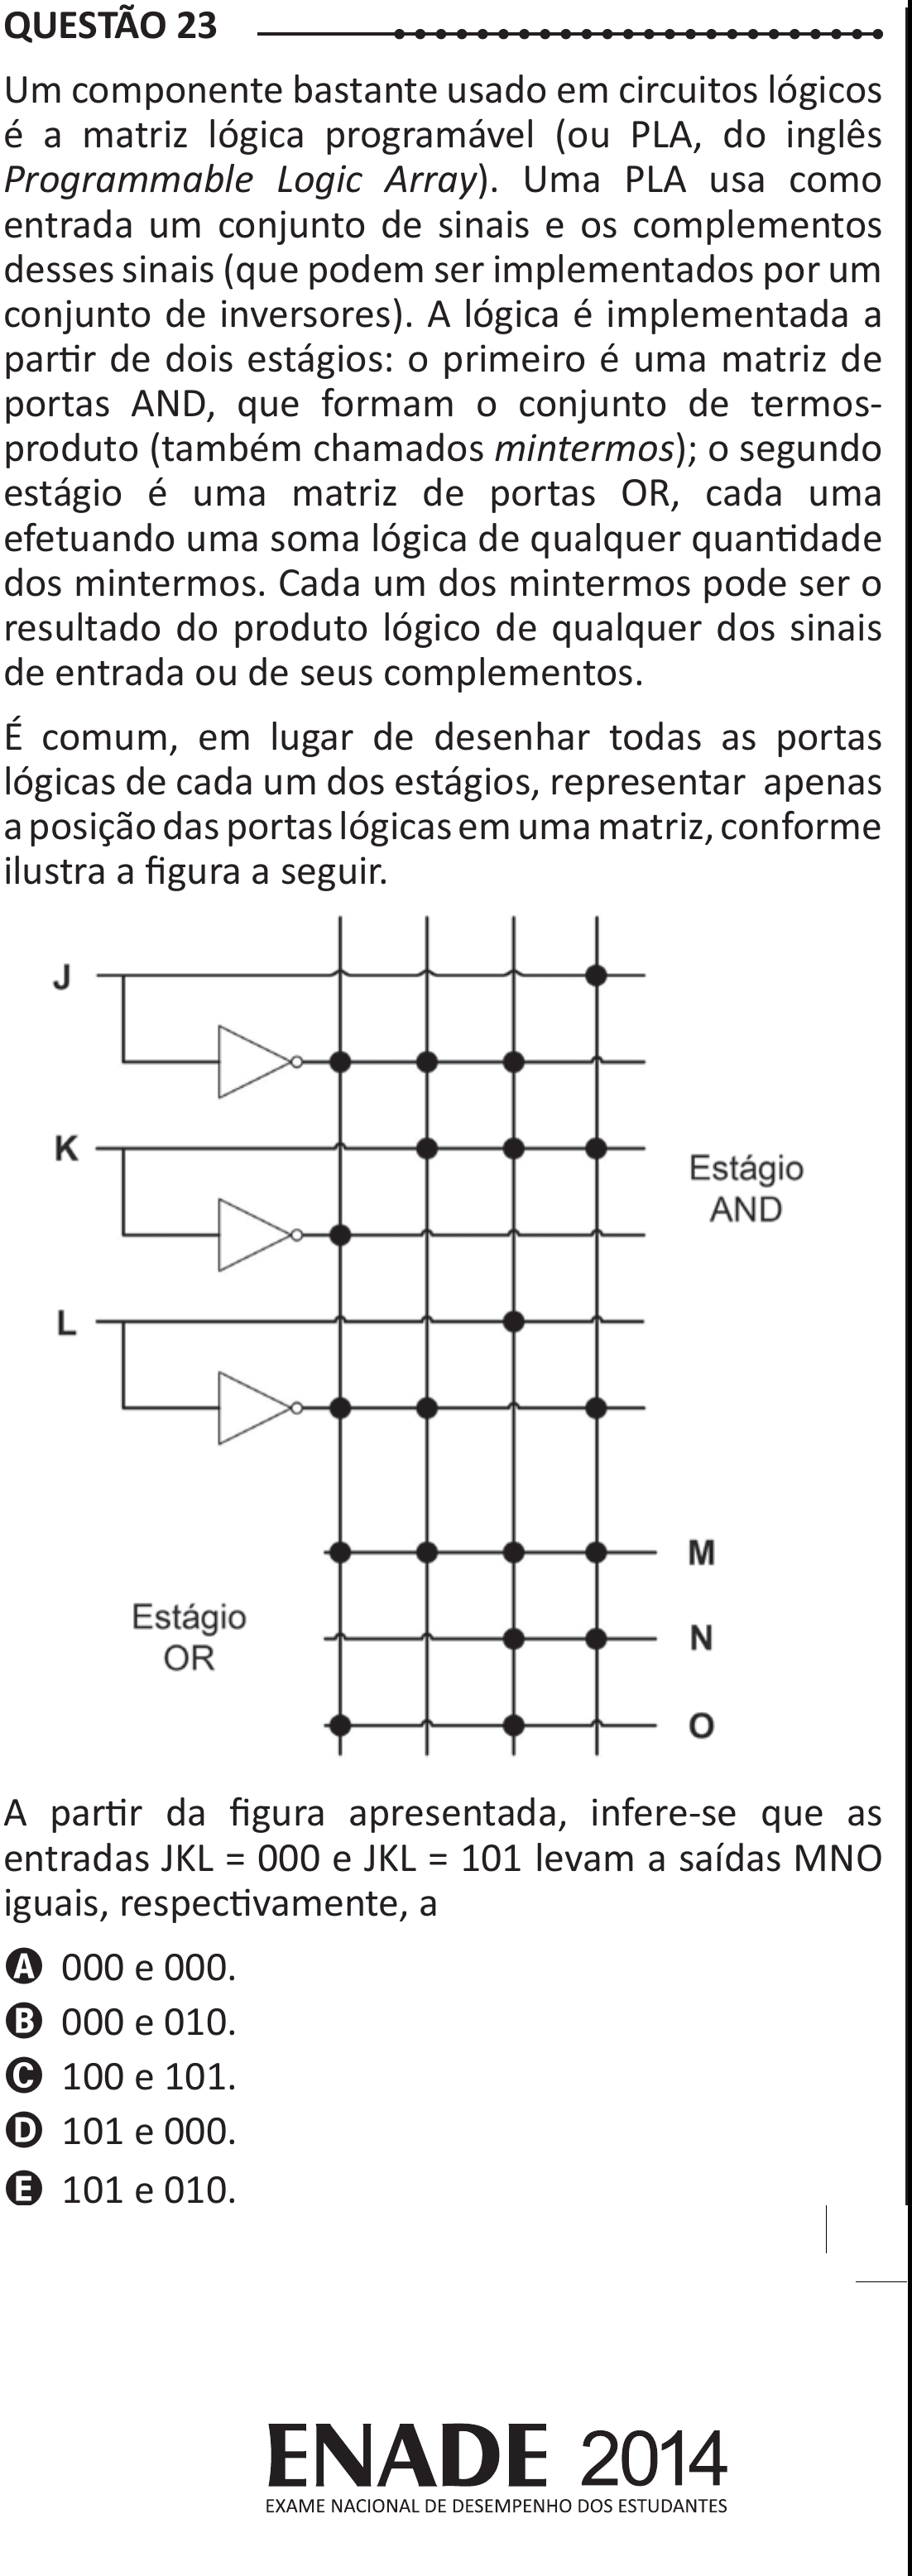 QUESTÃO 23
Um componente bastante usado em circuitos lógicos
é a matriz lógica programável (ou PLA, do inglês
Programmable Logic Array). Uma PLA usa como
entrada um conjunto de sinais e os complementos
desses sinais (que podem ser implementados por um
conjunto de inversores). A lógica é implementada a
partir de dois estágios: o primeiro é uma matriz de
portas AND, que formam o conjunto de termos-
produto (também chamados mintermos); o segundo
estágio é uma matriz de portas OR, cada uma
efetuando uma soma lógica de qualquer quantidade
dos mintermos. Cada um dos mintermos pode ser o
resultado do produto lógico de qualquer dos sinais
de entrada ou de seus complementos.
É comum, em lugar de desenhar todas as portas
lógicas de cada um dos estágios, representar apenas
a posição das portas lógicas em uma matriz, conforme
ilustra a figura a seguir.
J
K
Estágio
AND
L
M
Estágio
OR
N
O
A partir da figura apresentada, infere-se que as
entradas JKL = 000 e JKL = 101 levam a saídas MNO
iguais, respectivamente, a
A 000 e 000.
B 000 e 010.
C 100 e 101.
D 101 e 000.
E 101 e 010.
ENADE 2014
EXAME NACIONAL DE DESEMPENHO DOS ESTUDANTES